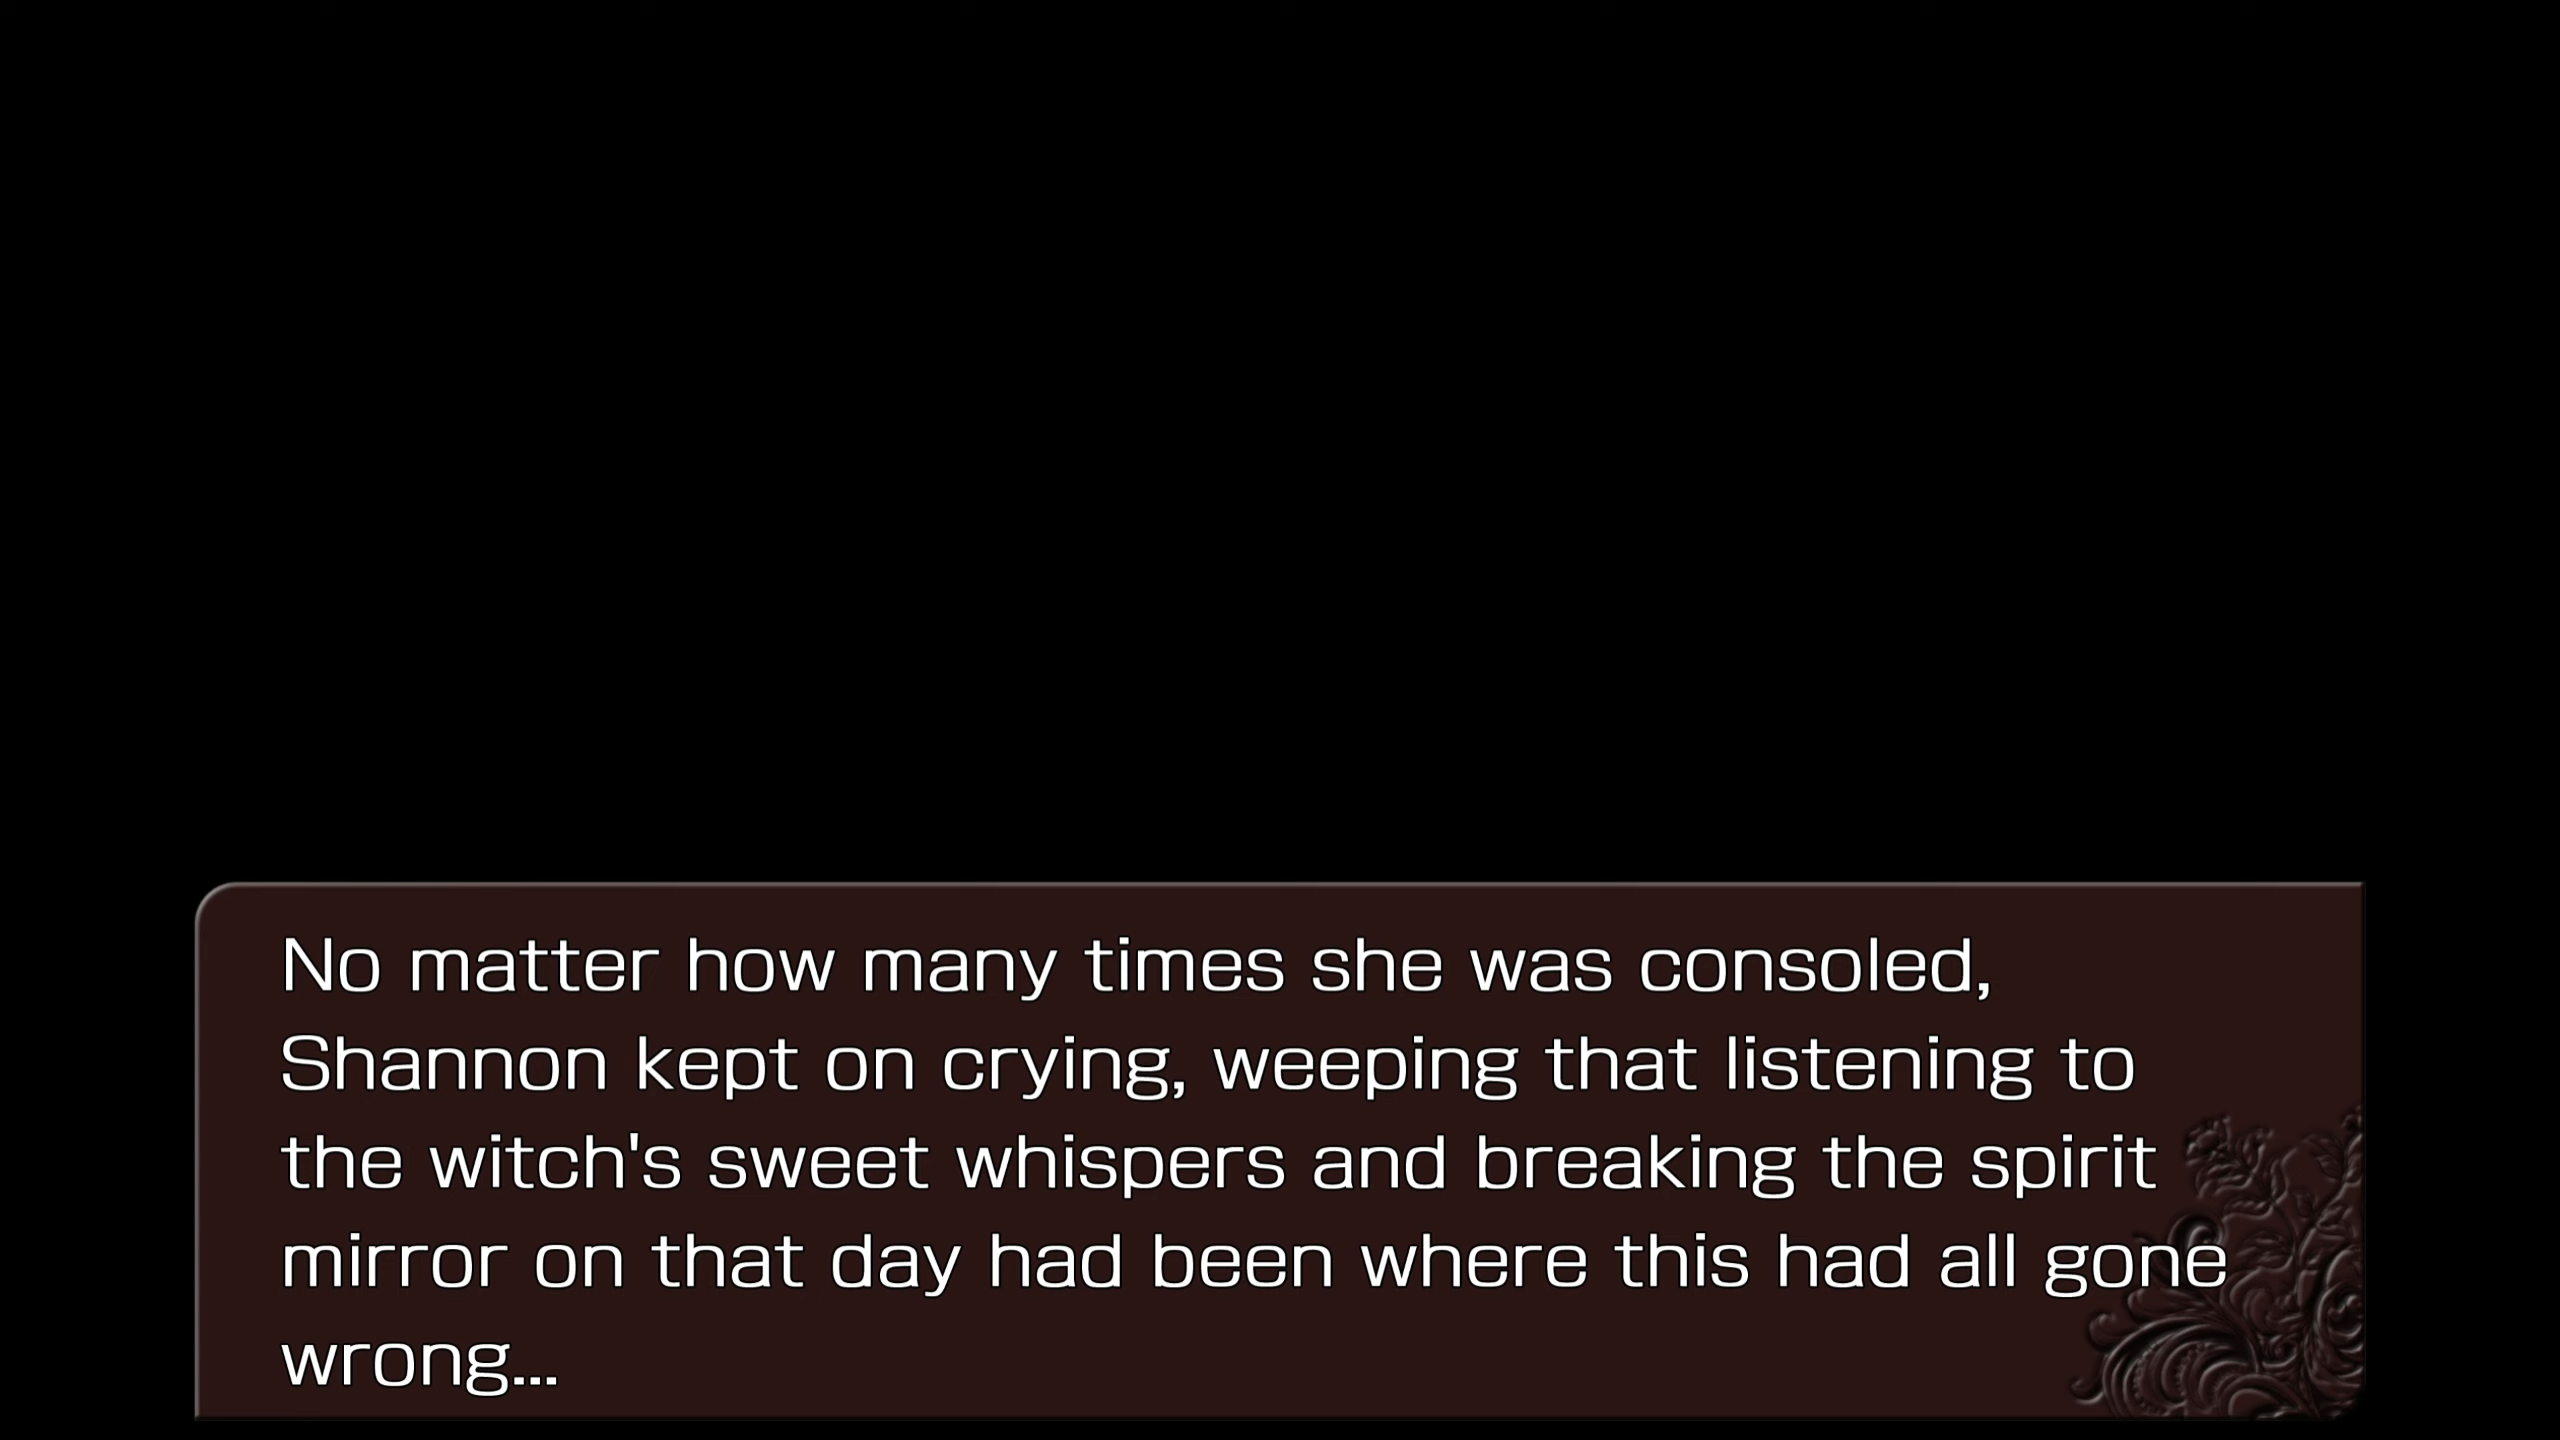 No matter how many times she was consoled,
Shannon kept on crying, weeping that listening to
the witch's sweet whispers and breaking the spirit
mirror on that day had been where this had all gone
wrong...